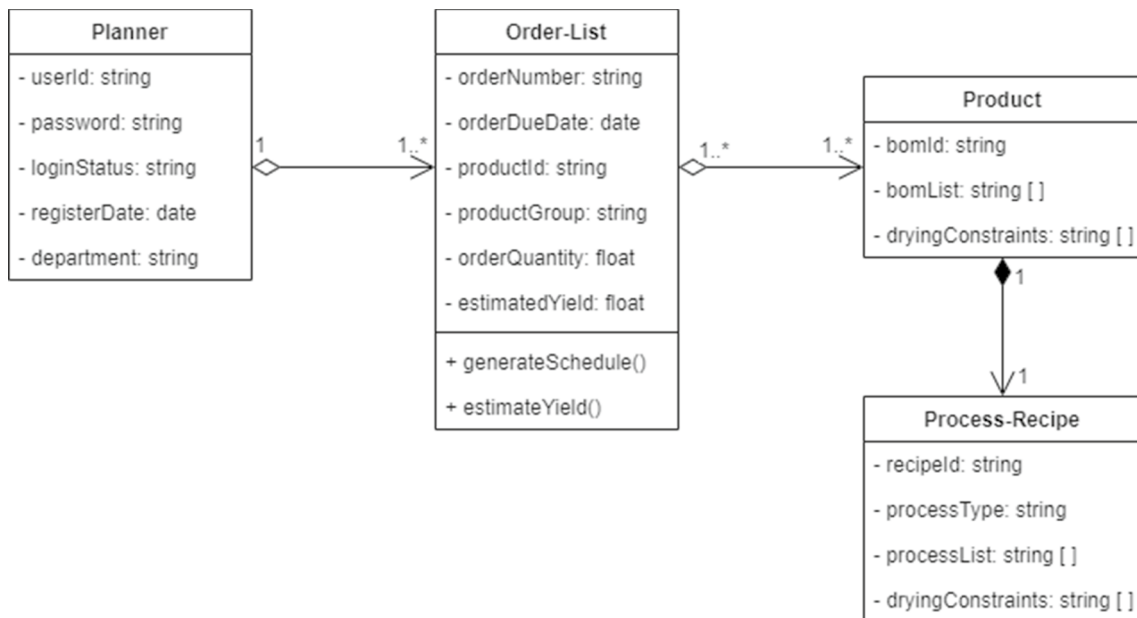 Planner
- userId: string
- password: string
- loginStatus: string
- registerDate: date
- department: string
1
1..*
Order-List
- orderNumber: string
- orderDueDate: date
- productId: string
- productGroup: string
- orderQuantity: float
- estimatedYield: float
+ generateSchedule()
+ estimateYield()
1..*
1..*
Product
- bomId: string
- bomList: string [ ]
- dryingConstraints: string [ ]
1
1
Process-Recipe
- recipeId: string
- processType: string
- processList: string [ ]
- dryingConstraints: string [ ]